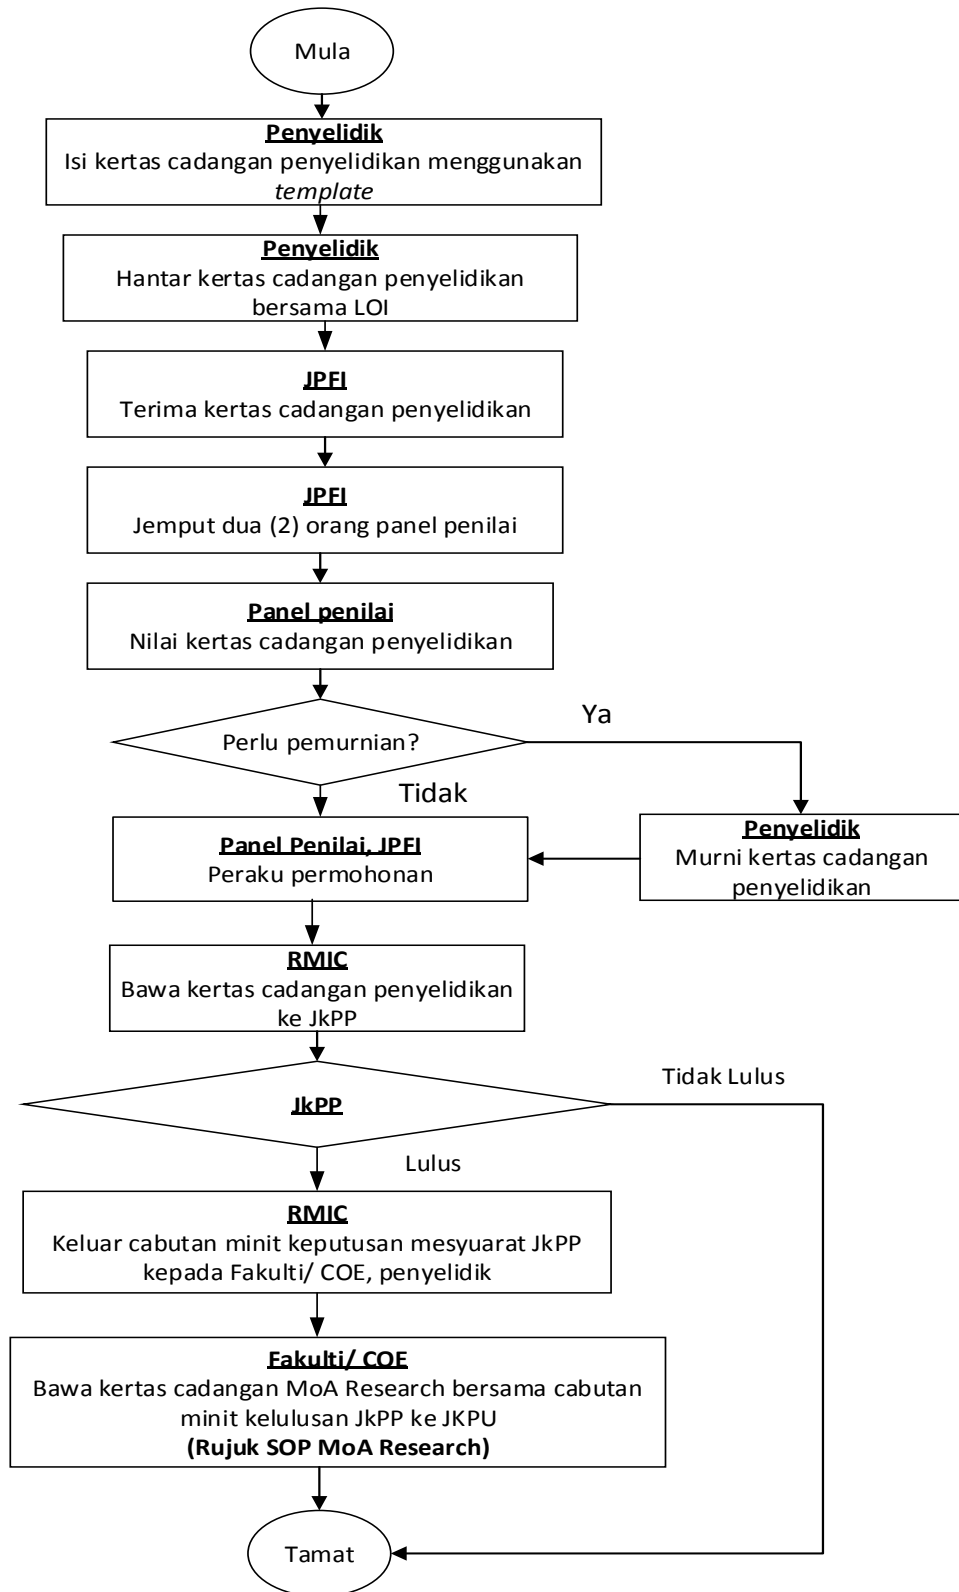 Mula
Penyelidik
Isi kertas cadangan penyelidikan menggunakan
template
Penyelidik
Hantar kertas cadangan penyelidikan
bersama LOI
JPFI
Terima kertas cadangan penyelidikan
JPFI
Jemput dua (2) orang panel penilai
Panel penilai
Nilai kertas cadangan penyelidikan
Perlu pemurnian?
Ya
Tidak
Panel Penilai, JPFI
Peraku permohonan
Penyelidik
Murni kertas cadangan
penyelidikan
RMIC
Bawa kertas cadangan penyelidikan
ke JkPP
JkPP
Tidak Lulus
Lulus
RMIC
Keluar cabutan minit keputusan mesyuarat JkPP
kepada Fakulti/ COE, penyelidik
Fakulti/ COE
Bawa kertas cadangan MoA Research bersama cabutan
minit kelulusan JkPP ke JKPU
(Rujuk SOP MoA Research)
Tamat